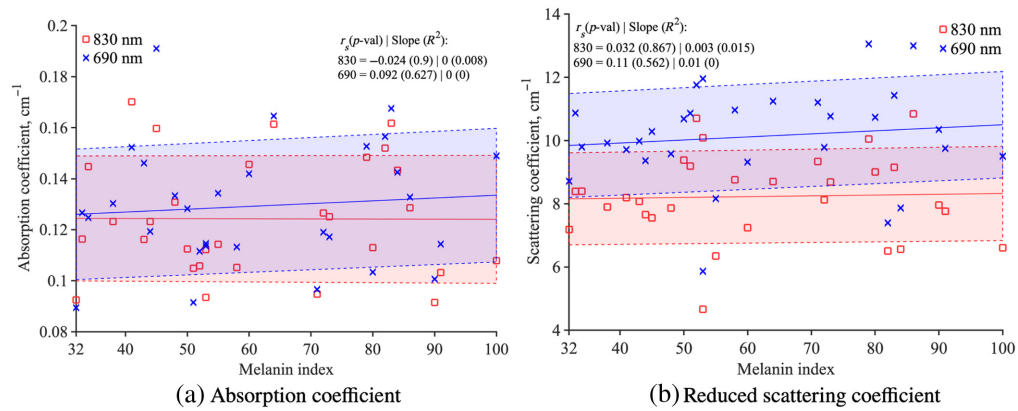 0.2
0.18
0.16
0.14
0.12
0.1
0.08
Absorption coefficient, cm⁻¹
830 nm
690 nm
r_s(p-val) | Slope (R²):
830 = −0.024 (0.9) | 0 (0.008)
690 = 0.092 (0.627) | 0 (0)
32 40 50 60 70 80 90 100
Melanin index
(a) Absorption coefficient
14
12
10
8
6
4
Scattering coefficient, cm⁻¹
r_s(p-val) | Slope (R²):
830 = 0.032 (0.867) | 0.003 (0.015)
690 = 0.11 (0.562) | 0.01 (0)
830 nm
690 nm
32 40 50 60 70 80 90 100
Melanin index
(b) Reduced scattering coefficient